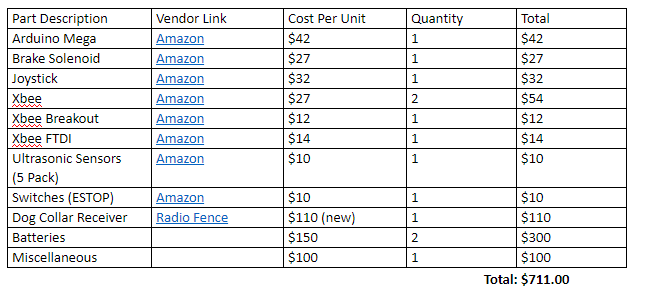 Part Description Vendor Link Cost Per Unit Quantity Total
Arduino Mega Amazon $42 1 $42
Brake Solenoid Amazon $27 1 $27
Joystick Amazon $32 1 $32
Xbee Amazon $27 2 $54
Xbee Breakout Amazon $12 1 $12
Xbee FTDI Amazon $14 1 $14
Ultrasonic Sensors Amazon $10 1 $10
(5 Pack)
Switches (ESTOP) Amazon $10 1 $10
Dog Collar Receiver Radio Fence $110 (new) 1 $110
Batteries $150 2 $300
Miscellaneous $100 1 $100
Total: $711.00